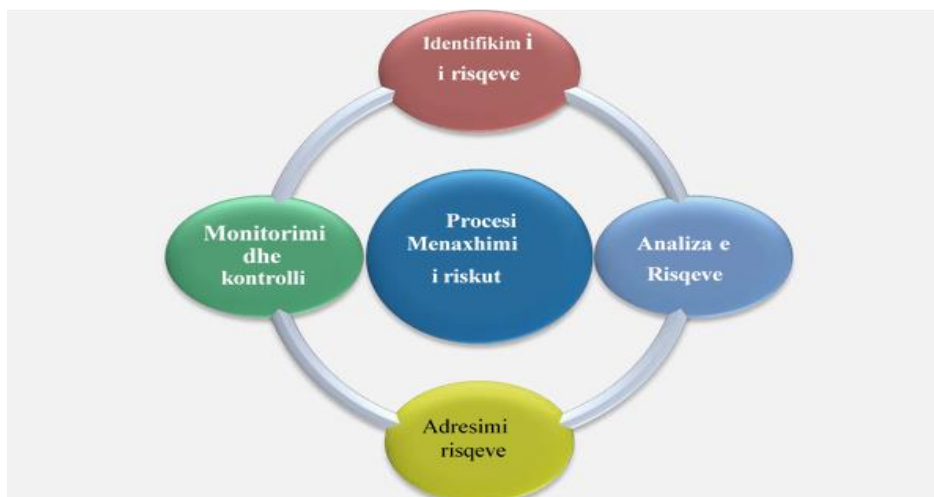 Identifikim i
i risqeve
Procesi
Menaxhimi
i riskut
Analiza e
Risqeve
Adresimi
risqeve
Monitorimi
dhe
kontrolli